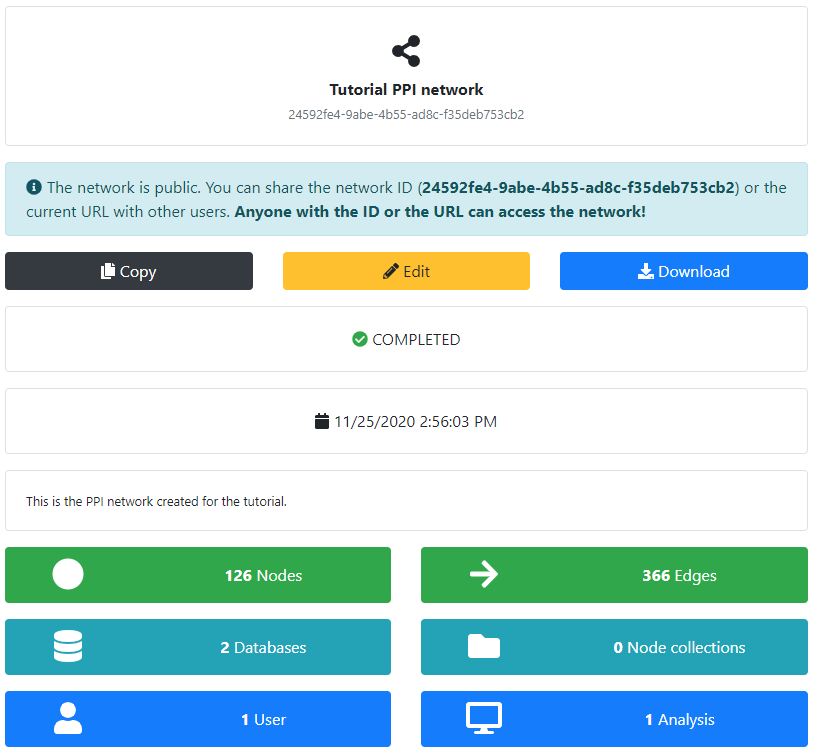 Tutorial PPI network
24592fe4-9abe-4b55-ad8c-f35deb753cb2
The network is public. You can share the network ID (24592fe4-9abe-4b55-ad8c-f35deb753cb2) or the
current URL with other users. Anyone with the ID or the URL can access the network!
Copy
Edit
Download
COMPLETED
11/25/2020 2:56:03 PM
This is the PPI network created for the tutorial.
126 Nodes
366 Edges
2 Databases
0 Node collections
1 User
1 Analysis